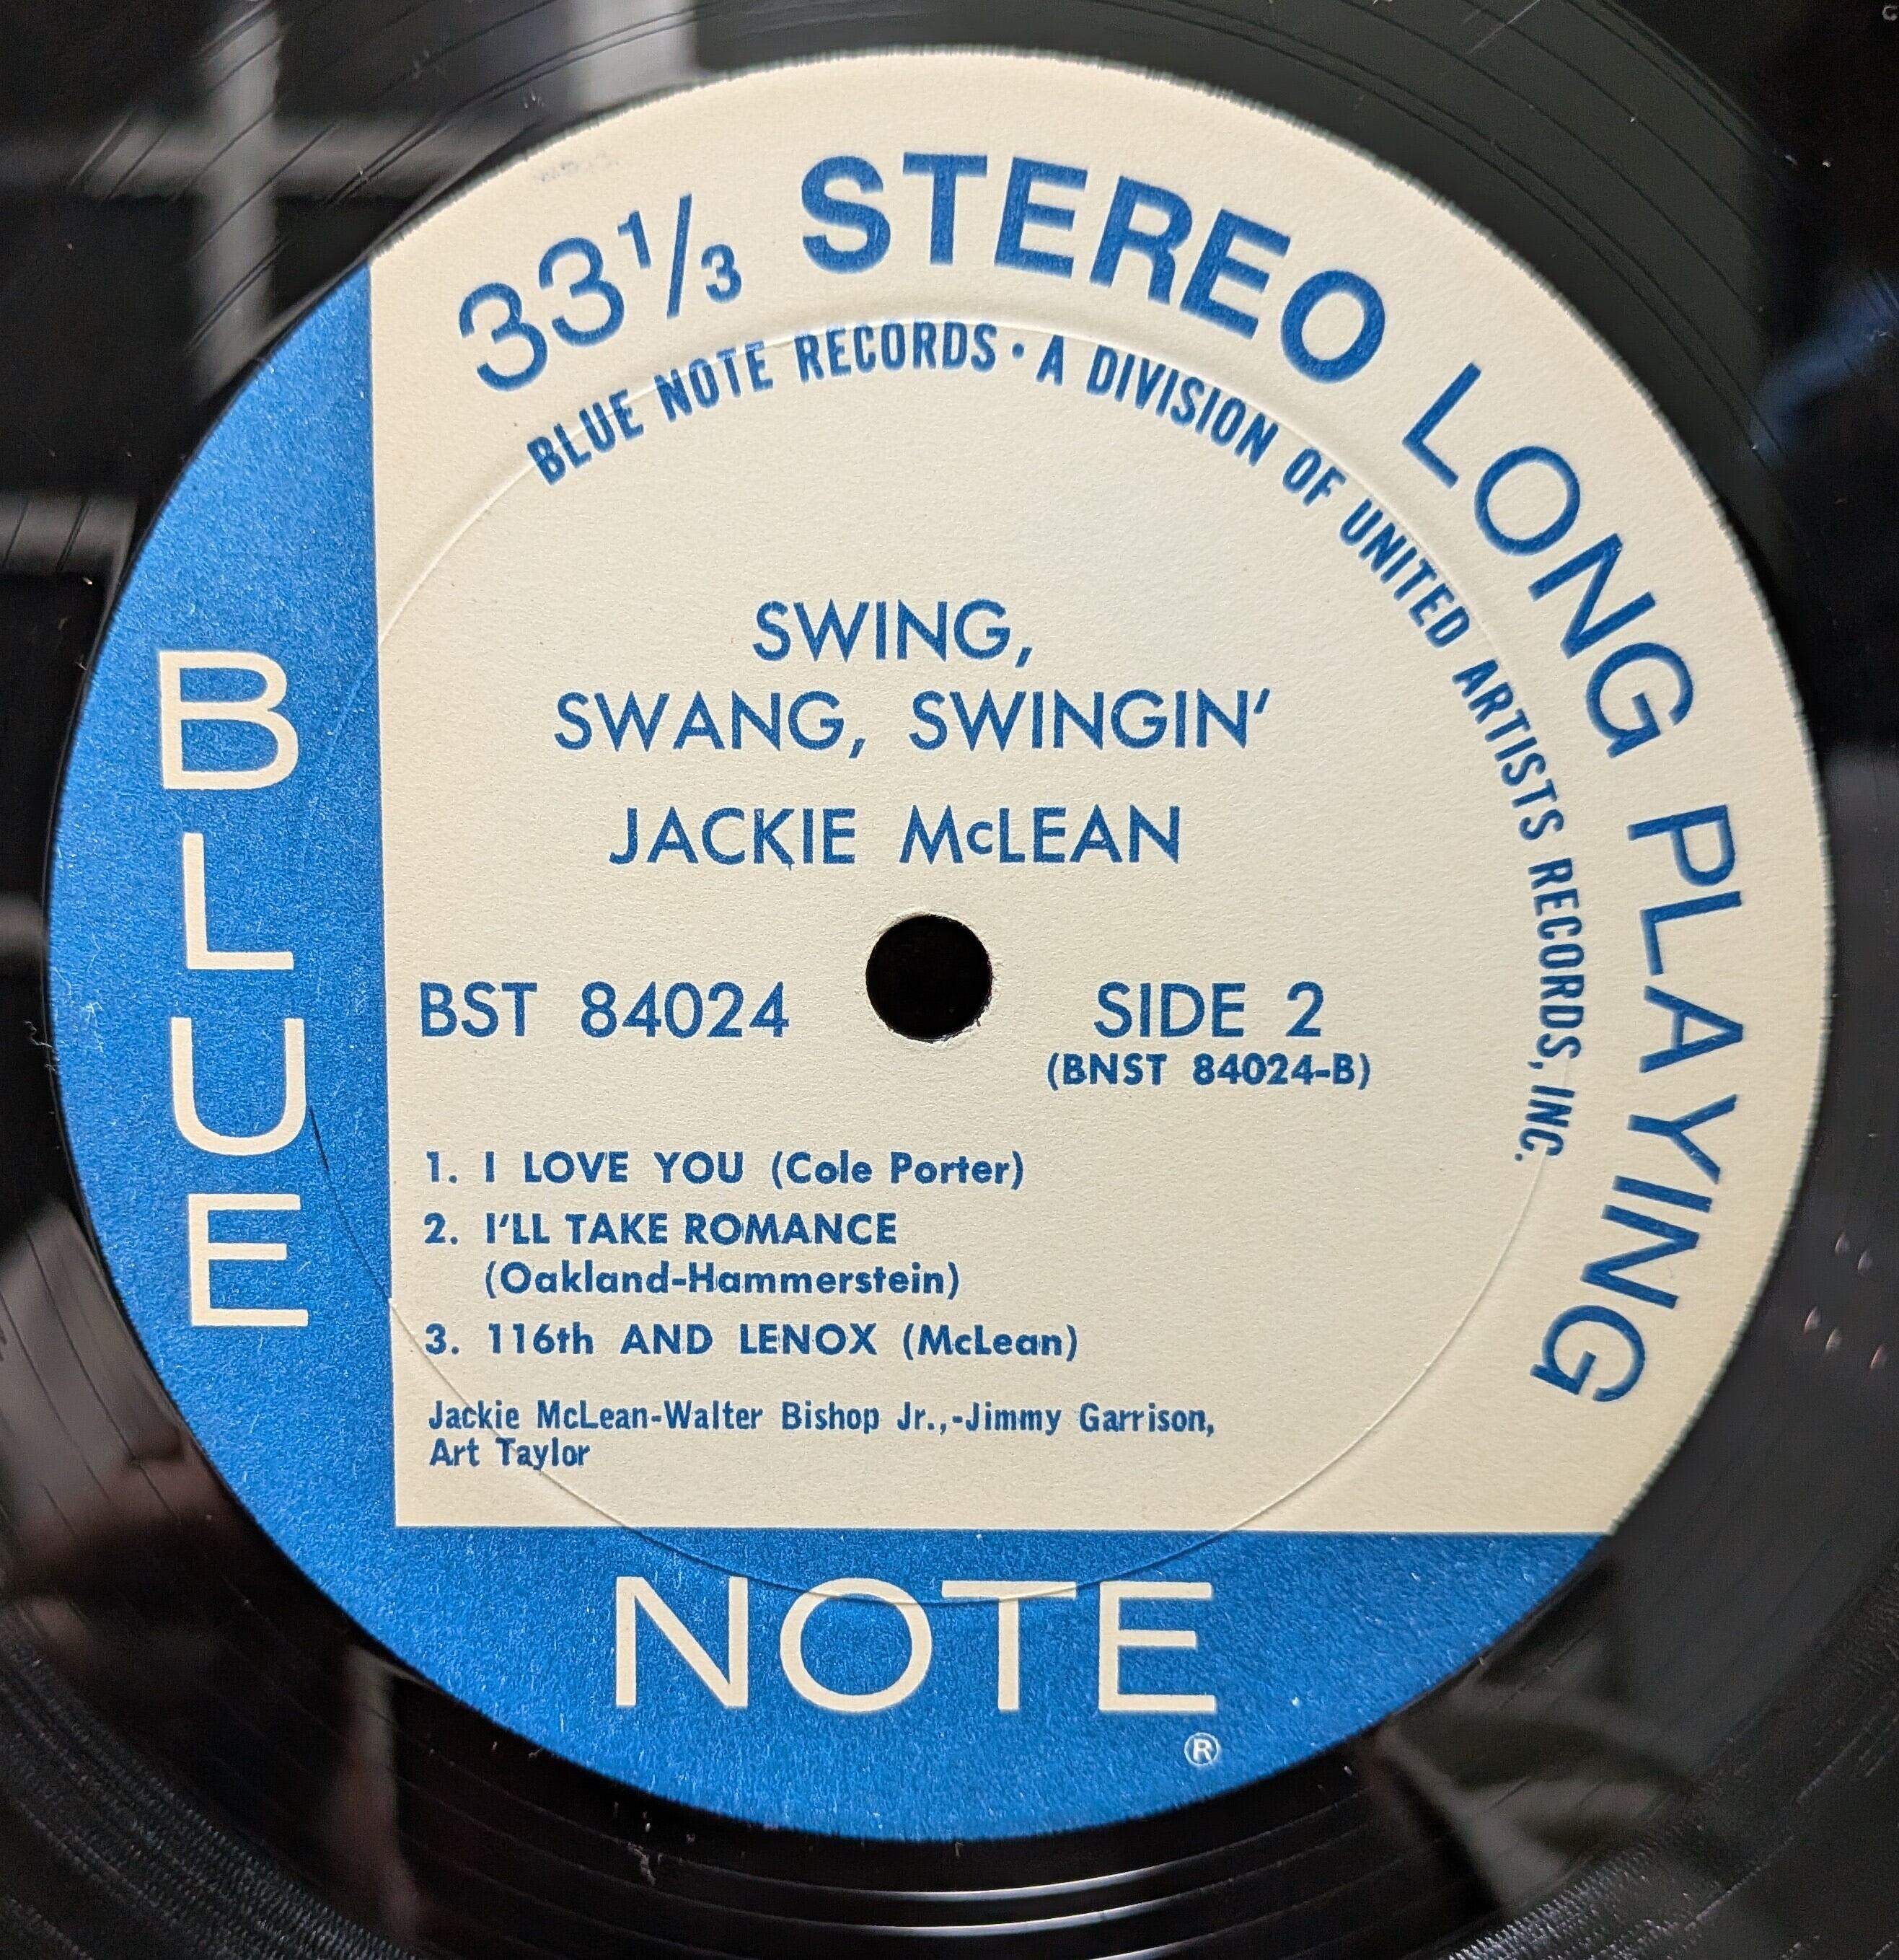 33⅓ STEREO LONG PLAYING
BLUE NOTE RECORDS · A DIVISION OF UNITED ARTISTS RECORDS, INC.
SWING,
SWANG, SWINGIN'
JACKIE McLEAN
BST 84024
SIDE 2
(BNST 84024-B)
1. I LOVE YOU (Cole Porter)
2. I'LL TAKE ROMANCE
(Oakland-Hammerstein)
3. 116th AND LENOX (McLean)
Jackie McLean-Walter Bishop Jr.,-Jimmy Garrison,
Art Taylor
BLUE
NOTE
®